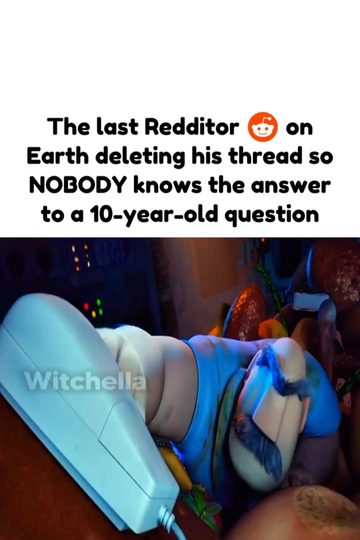 The last Redditor on
Earth deleting his thread so
NOBODY knows the answer
to a 10-year-old question
Witchella